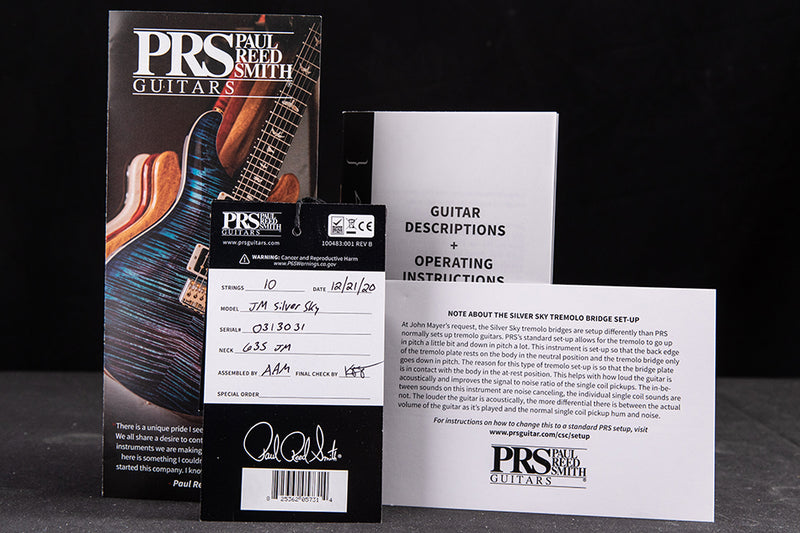 PRS PAUL
REED
SMITH
GUITARS
There is a unique pride I see
We all share a desire to cont
instruments we are making
here is something I could
started this company. I know
Paul Re
PRS PAUL
REED
SMITH
GUITARS
www.prsguitars.com
CE
100483:001 REV B
WARNING: Cancer and Reproductive Harm
www.P65Warnings.ca.gov
STRINGS 10 DATE 12/21/20
MODEL JM Silver Sky
SERIAL# 0313031
NECK 635 JM
ASSEMBLED BY AAM FINAL CHECK BY
SPECIAL ORDER
Paul Reed Smith
0 25362 05731 4
GUITAR
DESCRIPTIONS
+
OPERATING
INSTRUCTIONS
NOTE ABOUT THE SILVER SKY TREMOLO BRIDGE SET-UP
At John Mayer's request, the Silver Sky tremolo bridges are setup differently than PRS
normally sets up tremolo guitars. PRS's standard setup allows for the tremolo to go up
in pitch a little bit and down in pitch a lot. This instrument is set-up so that the back edge
of the tremolo plate rests on the body in the neutral position and the tremolo bridge only
goes down in pitch. The reason for this type of tremolo set-up is so that the bridge plate
is in contact with the body in the at-rest position. This helps with how loud the guitar is
acoustically and improves the signal to noise ratio of the single coil pickups. The in-be-
tween sounds on this instrument are noise canceling, the individual single coil sounds are
not. The louder the guitar is acoustically, the more differential there is between the actual
volume of the guitar as it's played and the normal single coil pickup hum and noise.
For instructions on how to change this to a standard PRS setup, visit
www.prsguitar.com/csc/setup
PRS PAUL
REED
SMITH
GUITARS